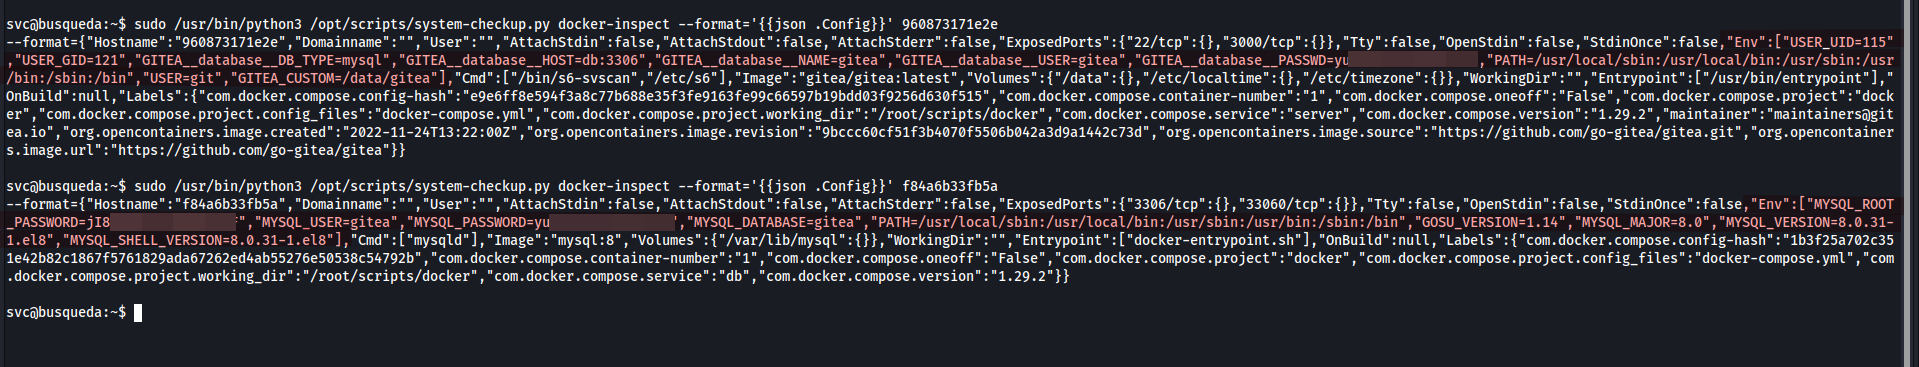 svc@busqueda:~$ sudo /usr/bin/python3 /opt/scripts/system-checkup.py docker-inspect --format='{{json .Config}}' 960873171e2e
--format={"Hostname":"960873171e2e","Domainname":"","User":"","AttachStdin":false,"AttachStdout":false,"AttachStderr":false,"ExposedPorts":{"22/tcp":{},"3000/tcp":{}},"Tty":false,"OpenStdin":false,"StdinOnce":false,"Env":["USER_UID=115"
,"USER_GID=121","GITEA__database__DB_TYPE=mysql","GITEA__database__HOST=db:3306","GITEA__database__NAME=gitea","GITEA__database__USER=gitea","GITEA__database__PASSWD=yu ,"PATH=/usr/local/sbin:/usr/local/bin:/usr/sbin:/usr
/bin:/sbin:/bin","USER=git","GITEA_CUSTOM=/data/gitea"],"Cmd":["/bin/s6-svscan","/etc/s6"],"Image":"gitea/gitea:latest","Volumes":{"/data":{},"/etc/localtime":{},"/etc/timezone":{}},"WorkingDir":"","Entrypoint":["/usr/bin/entrypoint"],"
OnBuild":null,"Labels":{"com.docker.compose.config-hash":"e9e6ff8e594f3a8c77b688e35f3fe9163fe99c66597b19bdd03f9256d630f515","com.docker.compose.container-number":"1","com.docker.compose.oneoff":"False","com.docker.compose.project":"dock
er","com.docker.compose.project.config_files":"docker-compose.yml","com.docker.compose.project.working_dir":"/root/scripts/docker","com.docker.compose.service":"server","com.docker.compose.version":"1.29.2","maintainer":"maintainers@git
ea.io","org.opencontainers.image.created":"2022-11-24T13:22:00Z","org.opencontainers.image.revision":"9bccc60cf51f3b4070f5506b042a3d9a1442c73d","org.opencontainers.image.source":"https://github.com/go-gitea/gitea.git","org.opencontainer
s.image.url":"https://github.com/go-gitea/gitea"}}
svc@busqueda:~$ sudo /usr/bin/python3 /opt/scripts/system-checkup.py docker-inspect --format='{{json .Config}}' f84a6b33fb5a
--format={"Hostname":"f84a6b33fb5a","Domainname":"","User":"","AttachStdin":false,"AttachStdout":false,"AttachStderr":false,"ExposedPorts":{"3306/tcp":{},"33060/tcp":{}},"Tty":false,"OpenStdin":false,"StdinOnce":false,"Env":["MYSQL_ROOT
_PASSWORD=jI8 ","MYSQL_USER=gitea","MYSQL_PASSWORD=yu ","MYSQL_DATABASE=gitea","PATH=/usr/local/sbin:/usr/local/bin:/usr/sbin:/usr/bin:/sbin:/bin","GOSU_VERSION=1.14","MYSQL_MAJOR=8.0","MYSQL_VERSION=8.0.31-
1.el8","MYSQL_SHELL_VERSION=8.0.31-1.el8"],"Cmd":["mysqld"],"Image":"mysql:8","Volumes":{"/var/lib/mysql":{}},"WorkingDir":"","Entrypoint":["docker-entrypoint.sh"],"OnBuild":null,"Labels":{"com.docker.compose.config-hash":"1b3f25a702c35
1e42b82c1867f5761829ada67262ed4ab55276e50538c54792b","com.docker.compose.container-number":"1","com.docker.compose.oneoff":"False","com.docker.compose.project":"docker","com.docker.compose.project.config_files":"docker-compose.yml","com
.docker.compose.project.working_dir":"/root/scripts/docker","com.docker.compose.service":"db","com.docker.compose.version":"1.29.2"}}
svc@busqueda:~$